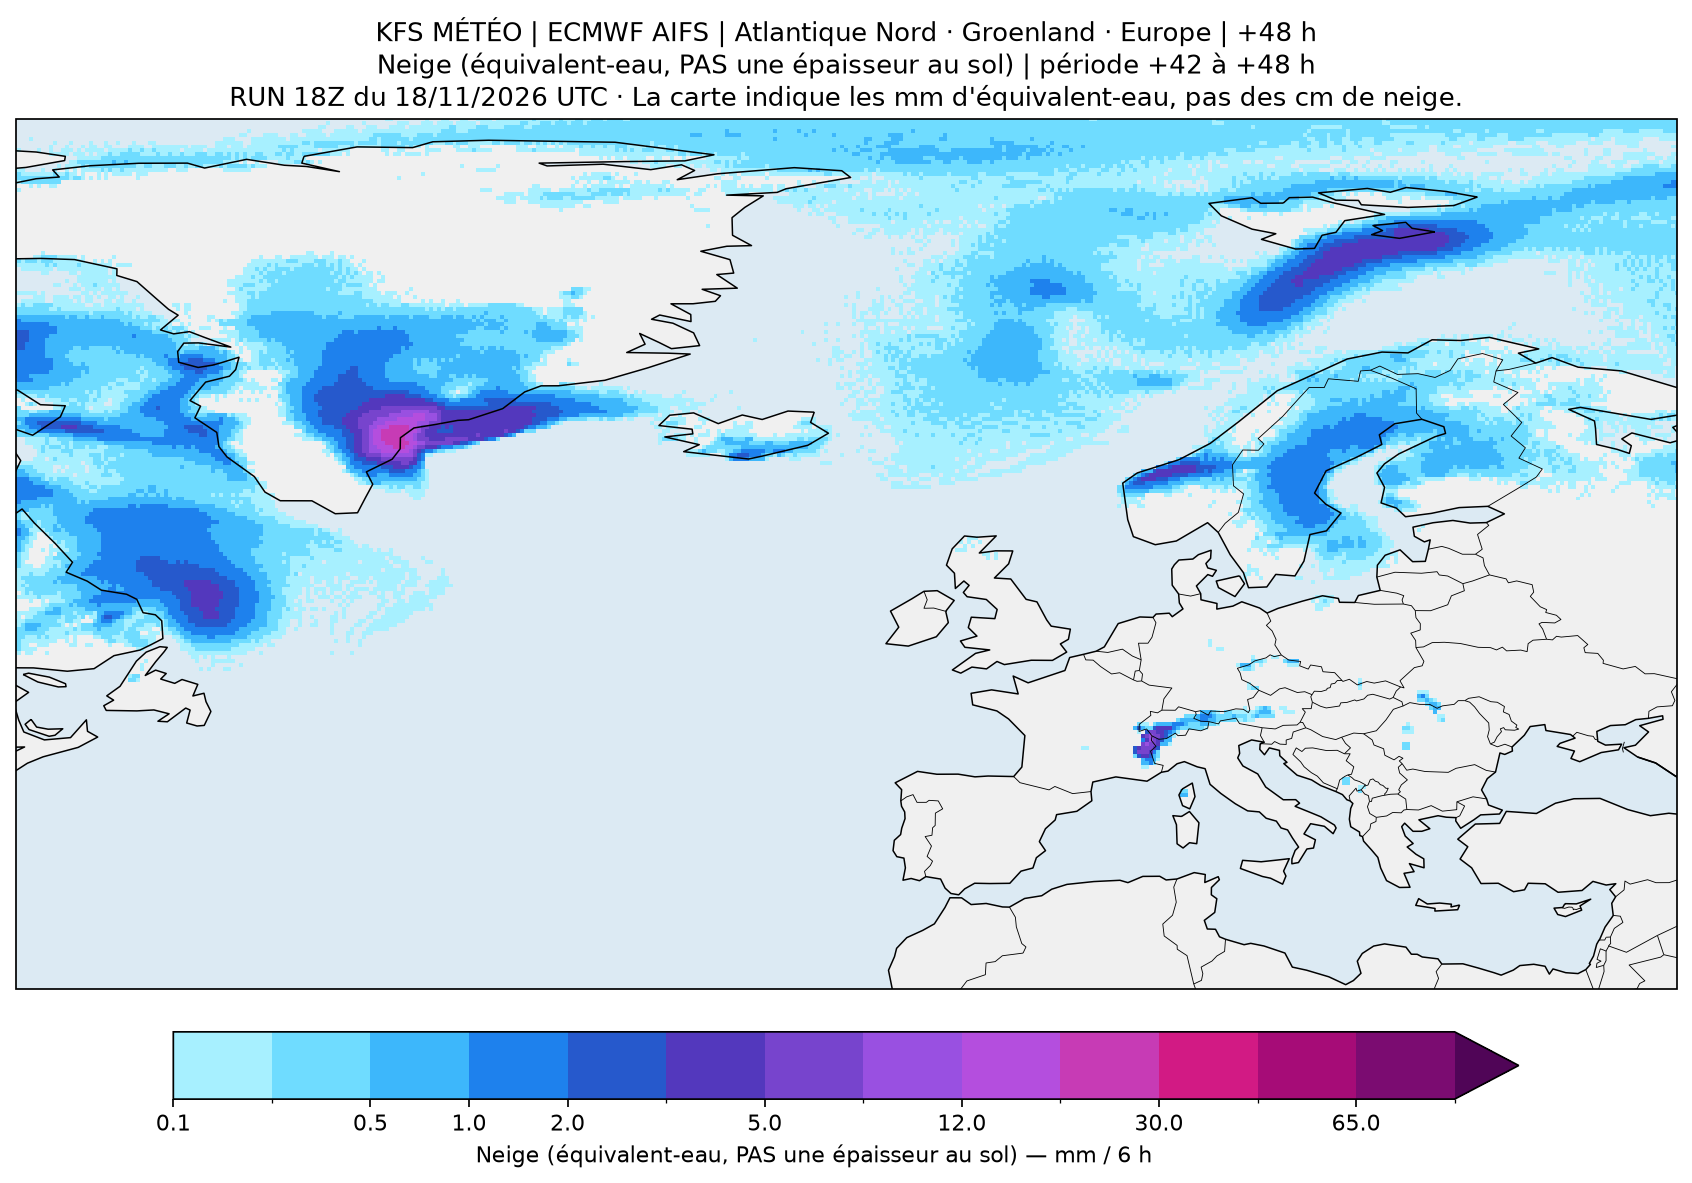 KFS MÉTÉO | ECMWF AIFS | Atlantique Nord · Groenland · Europe | +48 h
Neige (équivalent-eau, PAS une épaisseur au sol) | période +42 à +48 h
RUN 18Z du 18/11/2026 UTC · La carte indique les mm d'équivalent-eau, pas des cm de neige.
0.1 0.5 1.0 2.0 5.0 12.0 30.0 65.0
Neige (équivalent-eau, PAS une épaisseur au sol) — mm / 6 h